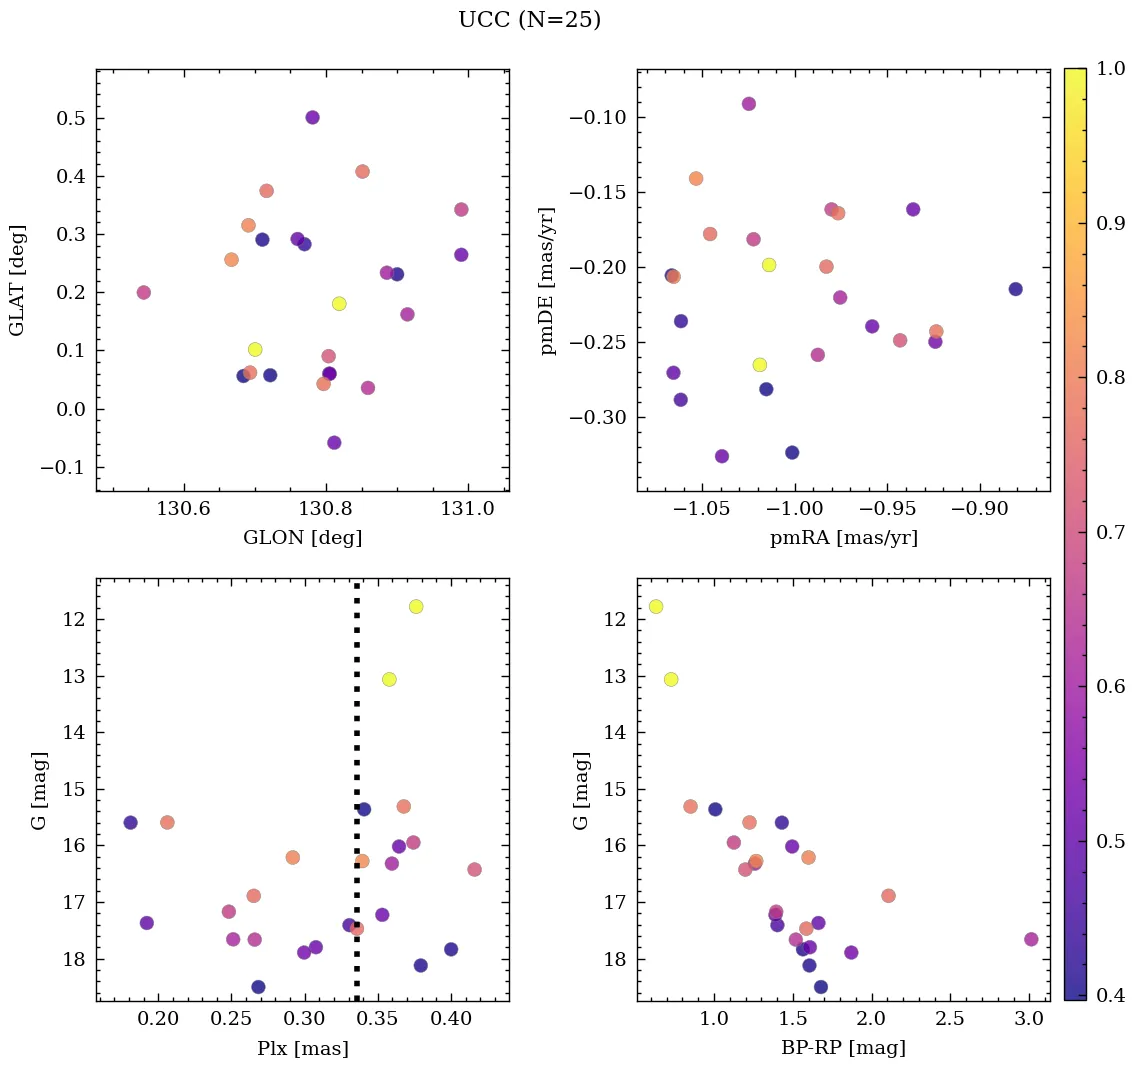 UCC (N=25)
0.5
0.4
0.3
0.2
0.1
0.0
−0.1
GLAT [deg]
130.6 130.8 131.0
GLON [deg]
−0.10
−0.15
−0.20
−0.25
−0.30
pmDE [mas/yr]
−1.05 −1.00 −0.95 −0.90
pmRA [mas/yr]
12
13
14
15
16
17
18
G [mag]
0.20 0.25 0.30 0.35 0.40
Plx [mas]
12
13
14
15
16
17
18
G [mag]
1.0 1.5 2.0 2.5 3.0
BP-RP [mag]
1.0
0.9
0.8
0.7
0.6
0.5
0.4